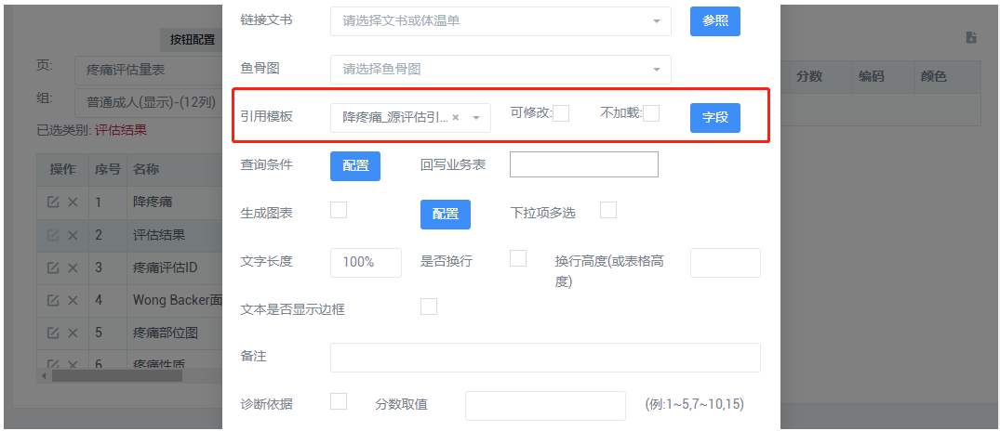 链接文书 请选择文书或体温单 参照
按钮配置
页: 疼痛评估量表
鱼骨图 请选择鱼骨图
分数 编码 颜色
组: 普通成人(显示)-(12列)
引用模板 降疼痛_源评估引... × 可修改: 不加载: 字段
已选类别: 评估结果
操作 序号 名称
查询条件 配置 回写业务表
1 降疼痛
生成图表 配置 下拉项多选
2 评估结果
3 疼痛评估ID
文字长度 100% 是否换行 换行高度(或表格高
度)
4 Wong Backer面
文本是否显示边框
5 疼痛部位图
备注
6 疼痛性质
诊断依据 分数取值 (例:1~5,7~10,15)